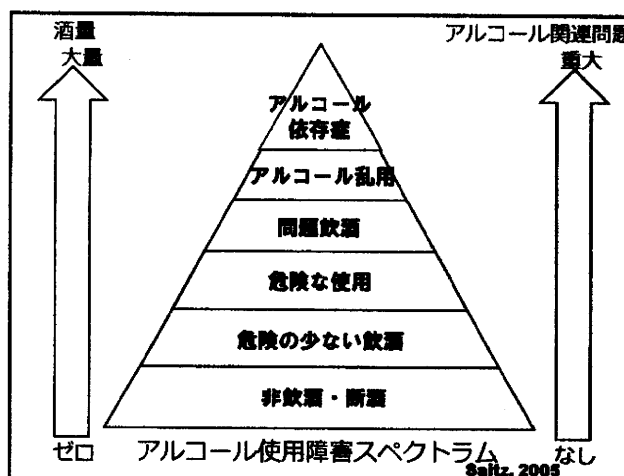 酒量
大量
アルコール関連問題
重大
アルコール
依存症
アルコール乱用
問題飲酒
危険な使用
危険の少ない飲酒
非飲酒・断酒
ゼロ
アルコール使用障害スペクトラム
なし
Saitz, 2005